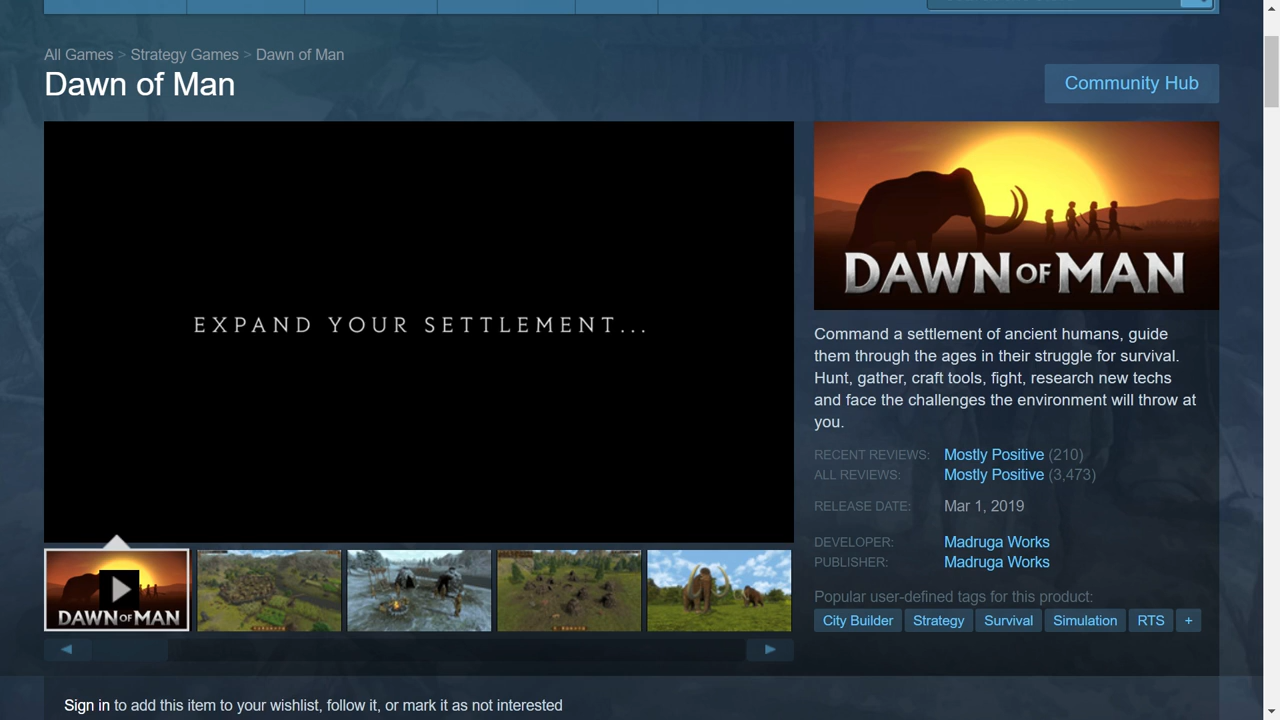 All Games > Strategy Games > Dawn of Man
Dawn of Man
Community Hub
EXPAND YOUR SETTLEMENT...
DAWN OF MAN
DAWN OF MAN
Command a settlement of ancient humans, guide
them through the ages in their struggle for survival.
Hunt, gather, craft tools, fight, research new techs
and face the challenges the environment will throw at
you.
RECENT REVIEWS: Mostly Positive (210)
ALL REVIEWS: Mostly Positive (3,473)
RELEASE DATE: Mar 1, 2019
DEVELOPER: Madruga Works
PUBLISHER: Madruga Works
Popular user-defined tags for this product:
City Builder Strategy Survival Simulation RTS +
Sign in to add this item to your wishlist, follow it, or mark it as not interested